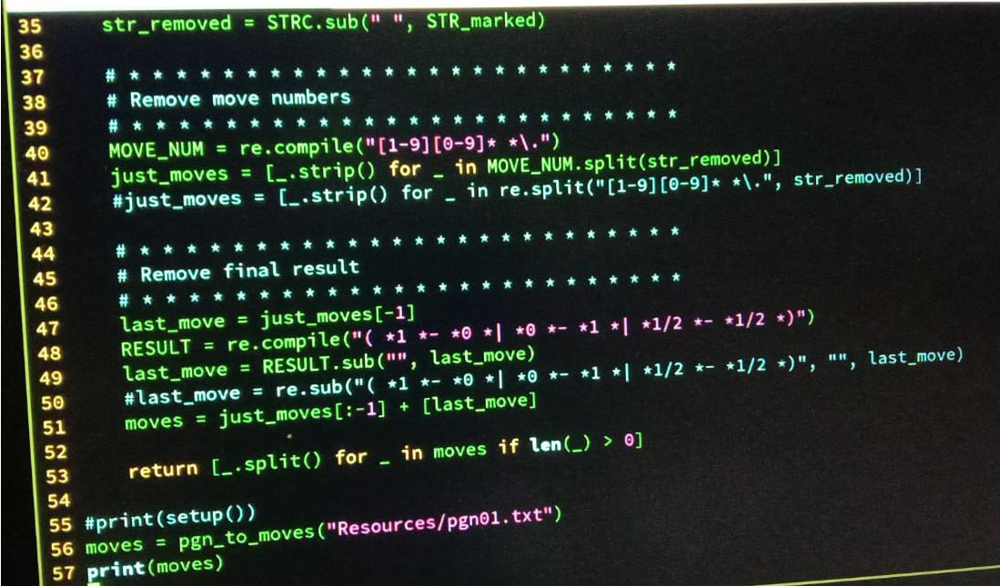 35 str_removed = STRC.sub(" ", STR_marked)
36
37 # * * * * * * * * * * * * * * * * * * * * * * * *
38 # Remove move numbers
39 # * * * * * * * * * * * * * * * * * * * * * * * *
40 MOVE_NUM = re.compile("[1-9][0-9]* *\.")
41 just_moves = [_.strip() for _ in MOVE_NUM.split(str_removed)]
42 #just_moves = [_.strip() for _ in re.split("[1-9][0-9]* *\.", str_removed)]
43
44 # * * * * * * * * * * * * * * * * * * * * * * * *
45 # Remove final result
46 # * * * * * * * * * * * * * * * * * * * * * * * *
47 last_move = just_moves[-1]
48 RESULT = re.compile("( *1 *- *0 *| *0 *- *1 *| *1/2 *- *1/2 *)")
49 last_move = RESULT.sub("", last_move)
50 #last_move = re.sub("( *1 *- *0 *| *0 *- *1 *| *1/2 *- *1/2 *)", "", last_move)
51 moves = just_moves[:-1] + [last_move]
52
53 return [_.split() for _ in moves if len(_) > 0]
54
55 #print(setup())
56 moves = pgn_to_moves("Resources/pgn01.txt")
57 print(moves)